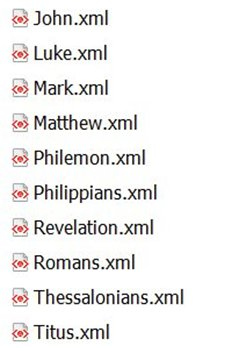 John.xml
Luke.xml
Mark.xml
Matthew.xml
Philemon.xml
Philippians.xml
Revelation.xml
Romans.xml
Thessalonians.xml
Titus.xml